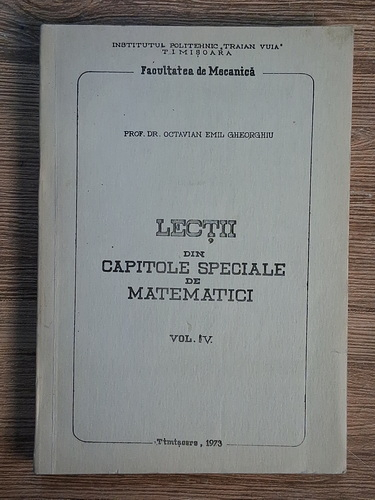 INSTITUTUL POLITEHNIC „TRAIAN VUIA"
TIMIȘOARA
Facultatea de Mecanică
PROF. DR. OCTAVIAN EMIL GHEORGHIU
LECȚII
DIN
CAPITOLE SPECIALE
DE
MATEMATICI
VOL. IV.
Timișoara, 1973